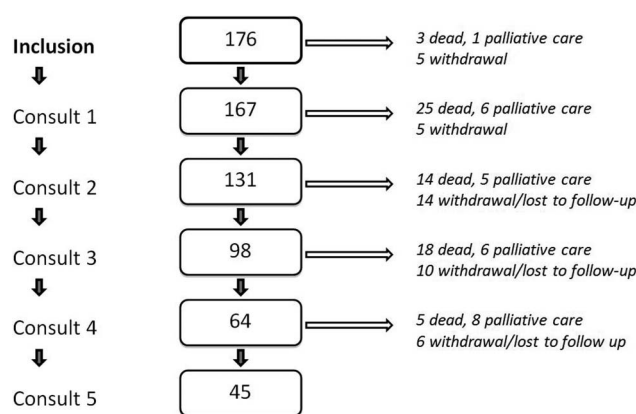 Inclusion
176
3 dead, 1 palliative care
5 withdrawal
Consult 1
167
25 dead, 6 palliative care
5 withdrawal
Consult 2
131
14 dead, 5 palliative care
14 withdrawal/lost to follow-up
Consult 3
98
18 dead, 6 palliative care
10 withdrawal/lost to follow-up
Consult 4
64
5 dead, 8 palliative care
6 withdrawal/lost to follow up
Consult 5
45